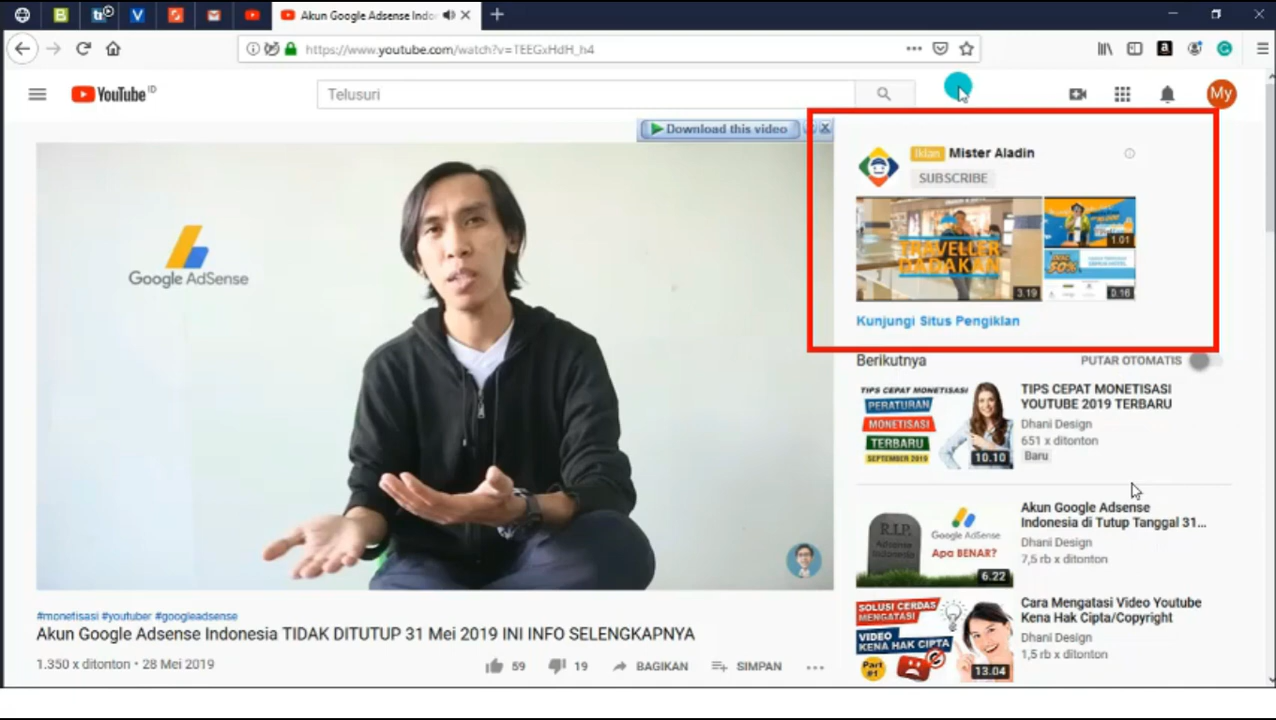 Akun Google Adsense Indo
https://www.youtube.com/watch?v=TEEGxHdH_h4
YouTube ID
Telusuri
My
Download this video
Google AdSense
Iklan Mister Aladin
SUBSCRIBE
TRAVELLER
DADAKAN
3.19
1.01
50%
0.16
Kunjungi Situs Pengiklan
Berikutnya
PUTAR OTOMATIS
TIPS CEPAT MONETISASI
PERATURAN
MONETISASI
TERBARU
SEPTEMBER 2019
10.10
TIPS CEPAT MONETISASI
YOUTUBE 2019 TERBARU
Dhani Design
651 x ditonton
Baru
R.I.P.
Adsense
Indonesia
Google AdSense
Apa BENAR?
6.22
Akun Google Adsense
Indonesia di Tutup Tanggal 31...
Dhani Design
7,5 rb x ditonton
SOLUSI CERDAS
MENGATASI
VIDEO
KENA HAK CIPTA
Part
#1
13.04
Cara Mengatasi Video Youtube
Kena Hak Cipta/Copyright
Dhani Design
1,5 rb x ditonton
#monetisasi #youtuber #googleadsense
Akun Google Adsense Indonesia TIDAK DITUTUP 31 Mei 2019 INI INFO SELENGKAPNYA
1.350 x ditonton • 28 Mei 2019
59
19
BAGIKAN
SIMPAN